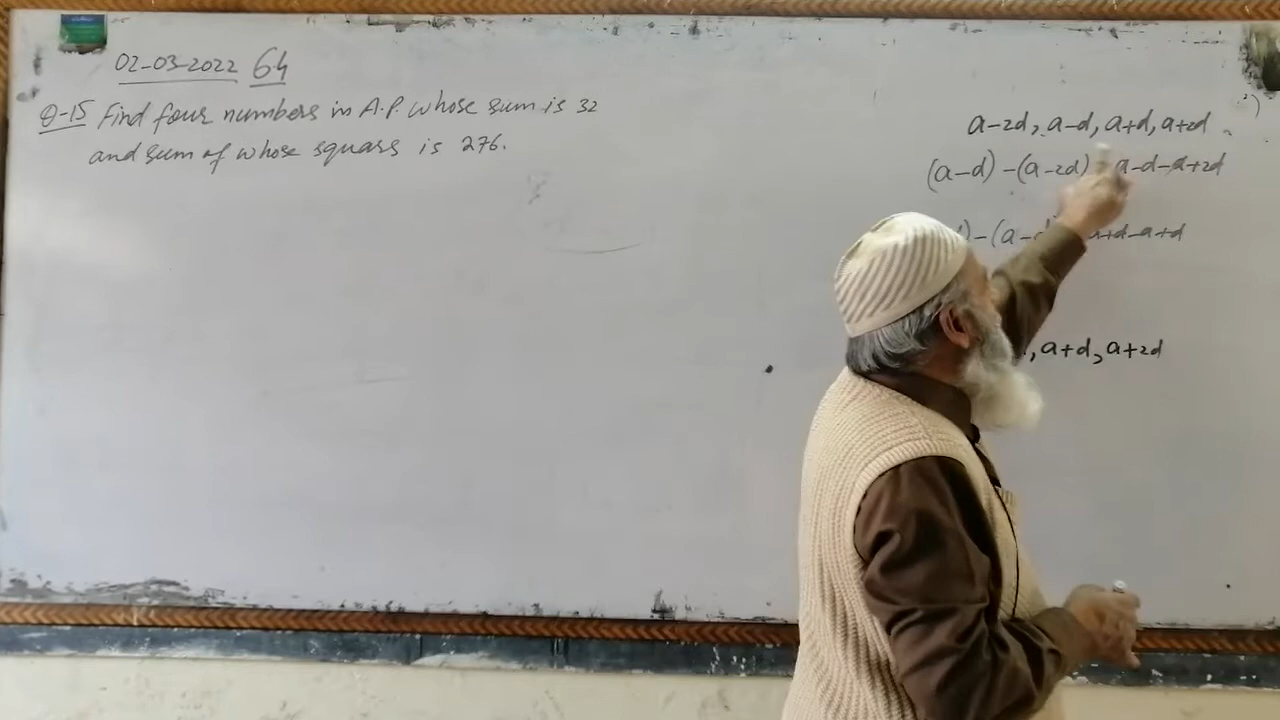 02-03-2022 64
Q-15 Find four numbers in A.P. whose sum is 32
and sum of whose squars is 276.
a-2d, a-d, a+d, a+2d
(a-d)-(a-2d) a-d-a+2d
)-(a-d a+d-a+d
, a+d, a+2d